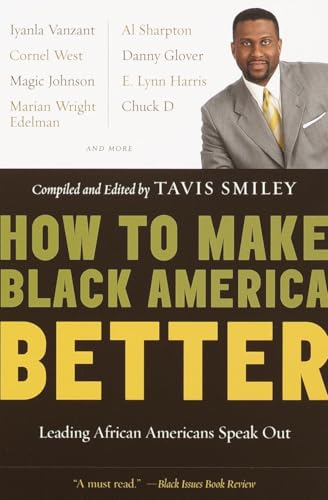 Iyanla Vanzant
Cornel West
Magic Johnson
Marian Wright
Edelman
Al Sharpton
Danny Glover
E. Lynn Harris
Chuck D
AND MORE
Compiled and Edited by TAVIS SMILEY
HOW TO MAKE
BLACK AMERICA
BETTER
Leading African Americans Speak Out
"A must read." —Black Issues Book Review